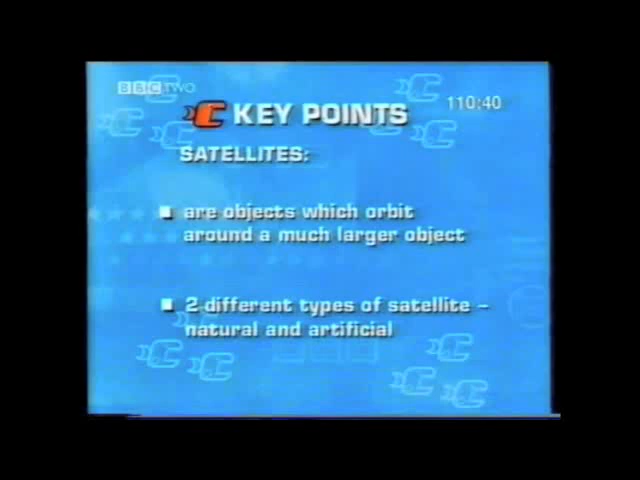 BBC TWO
110:40
KEY POINTS
SATELLITES:
are objects which orbit
around a much larger object
2 different types of satellite –
natural and artificial